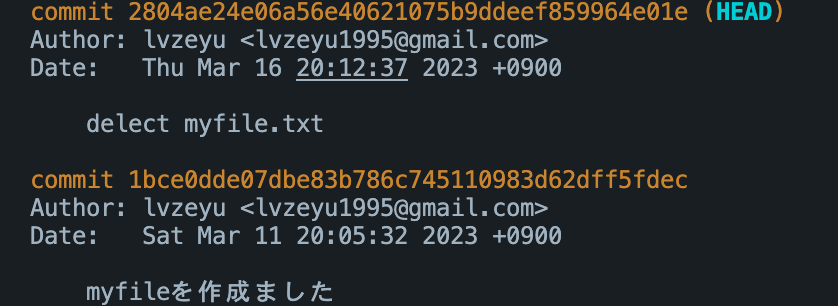 commit 2804ae24e06a56e40621075b9ddeef859964e01e (HEAD)
Author: lvzeyu <lvzeyu1995@gmail.com>
Date:   Thu Mar 16 20:12:37 2023 +0900
delect myfile.txt
commit 1bce0dde07dbe83b786c745110983d62dff5fdec
Author: lvzeyu <lvzeyu1995@gmail.com>
Date:   Sat Mar 11 20:05:32 2023 +0900
myfileを作成ました